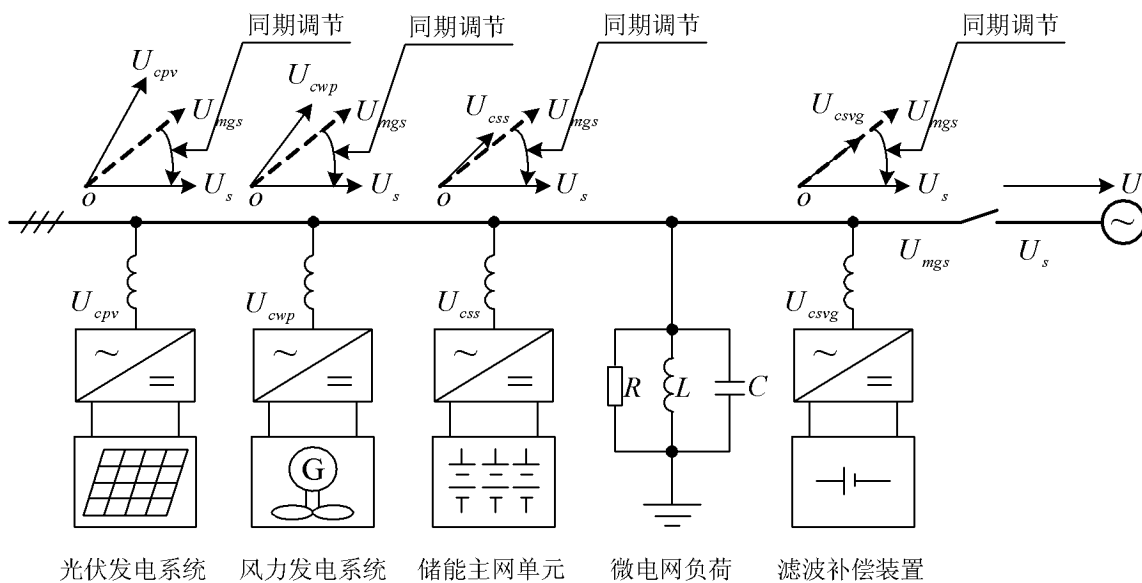 同期调节 同期调节 同期调节 同期调节
U_cpv U_cwp U_css U_csvg
U_mgs U_mgs U_mgs U_mgs
U_s U_s U_s U_s U
o o o o
~
U_mgs U_s
U_cpv U_cwp U_css U_csvg
~ ~ ~ ~
R L C
G
光伏发电系统 风力发电系统 储能主网单元 微电网负荷 滤波补偿装置